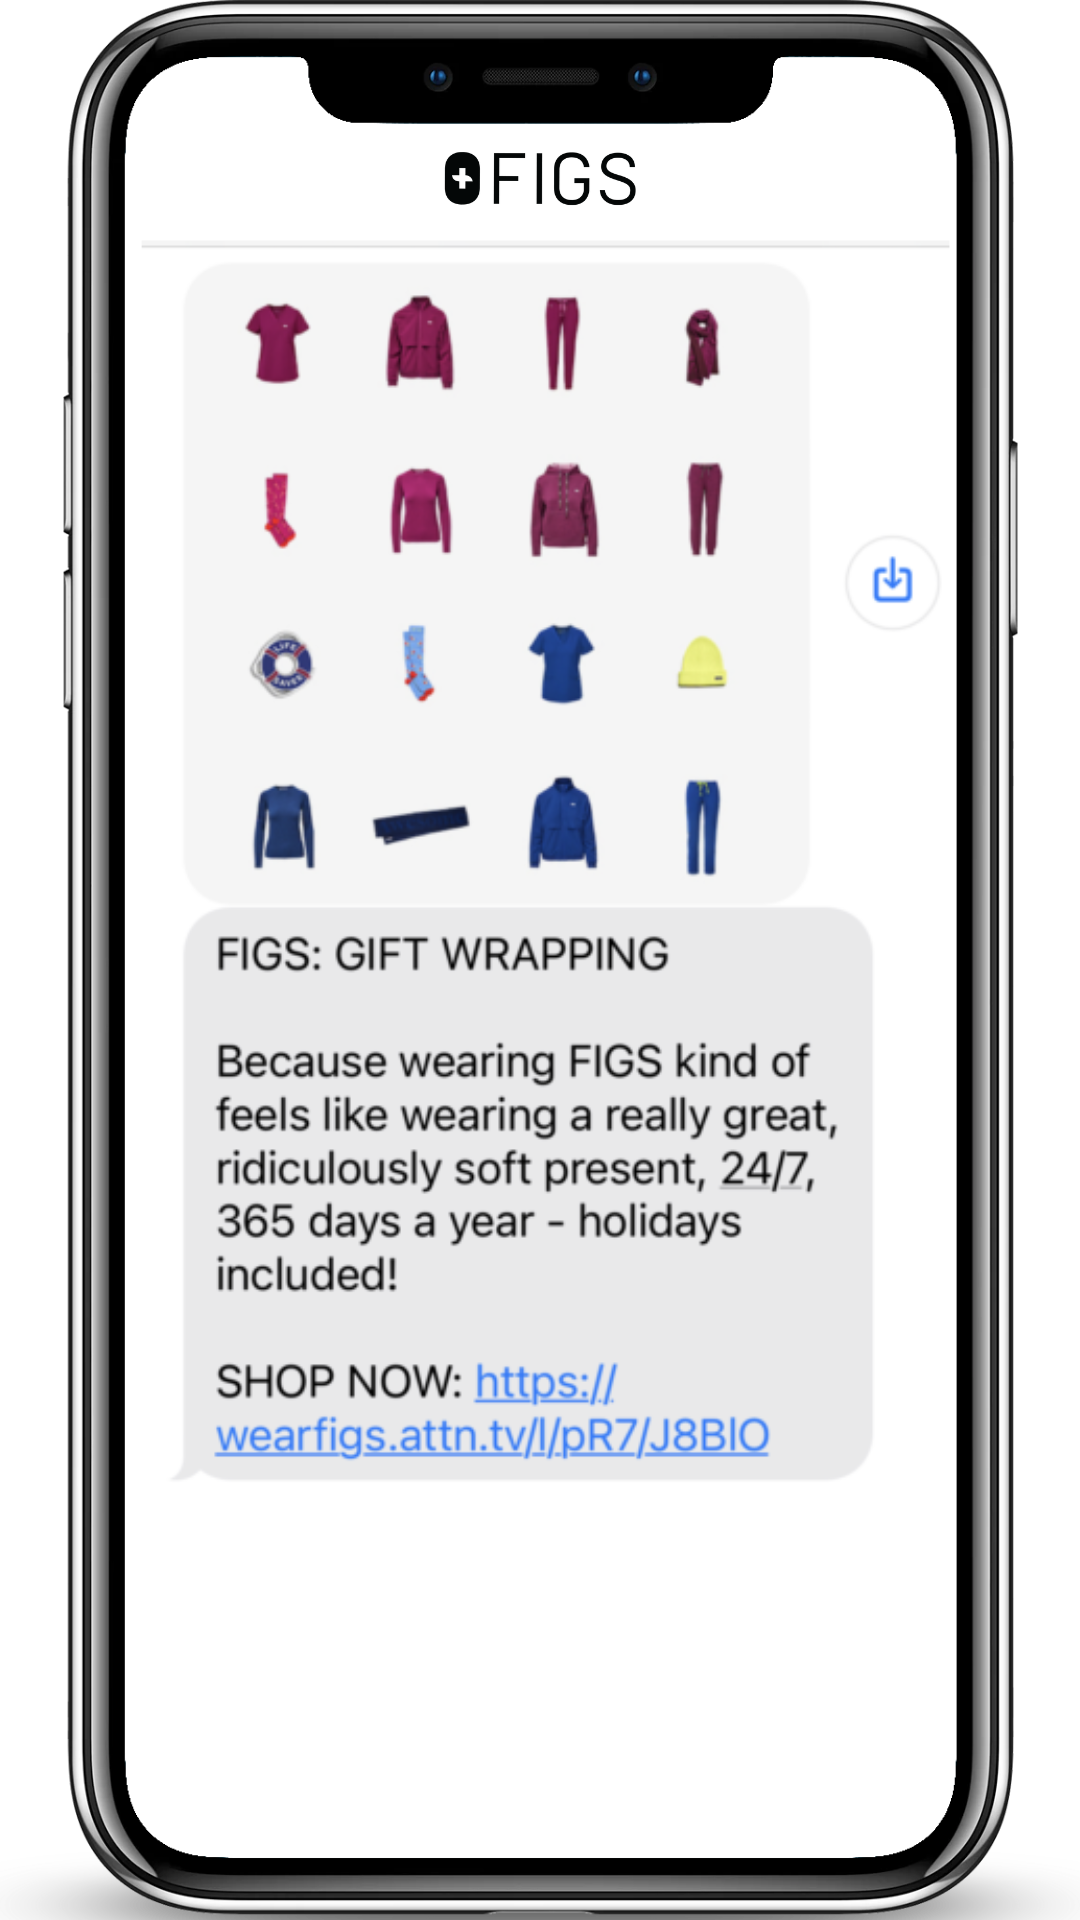 FIGS
LIFE
SAVER
FIGS: GIFT WRAPPING
Because wearing FIGS kind of
feels like wearing a really great,
ridiculously soft present, 24/7,
365 days a year - holidays
included!
SHOP NOW: https://
wearfigs.attn.tv/l/pR7/J8BlO